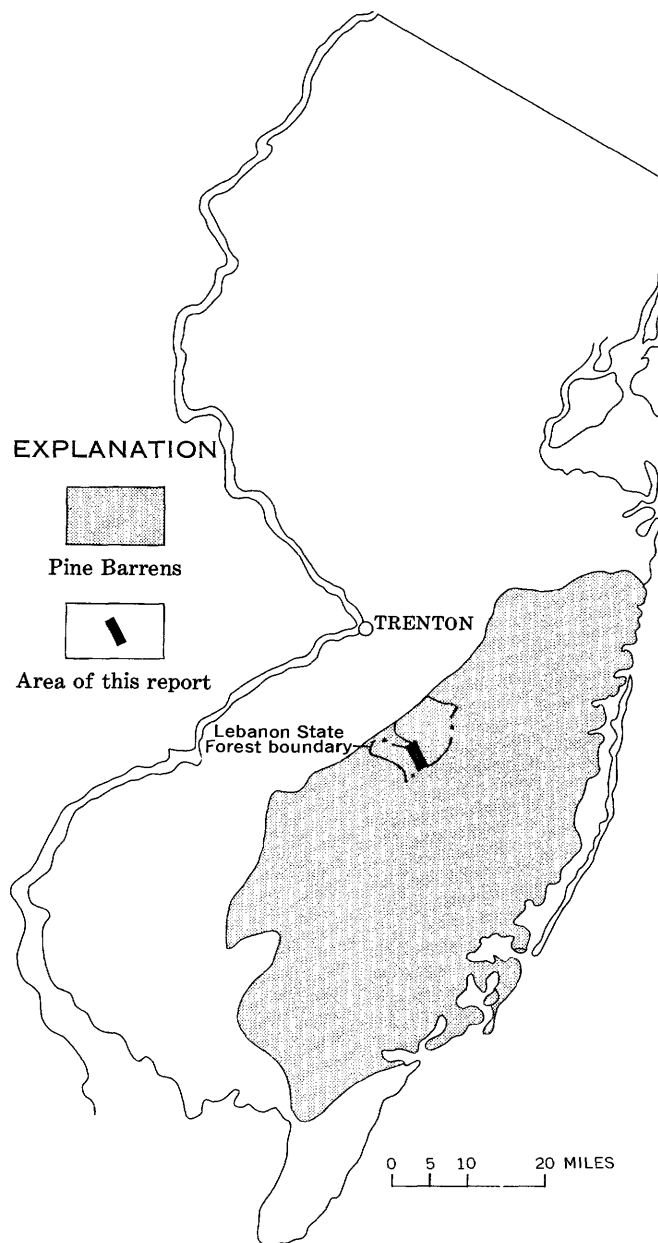 EXPLANATION
Pine Barrens
Area of this report
TRENTON
Lebanon State
Forest boundary
0 5 10 20 MILES